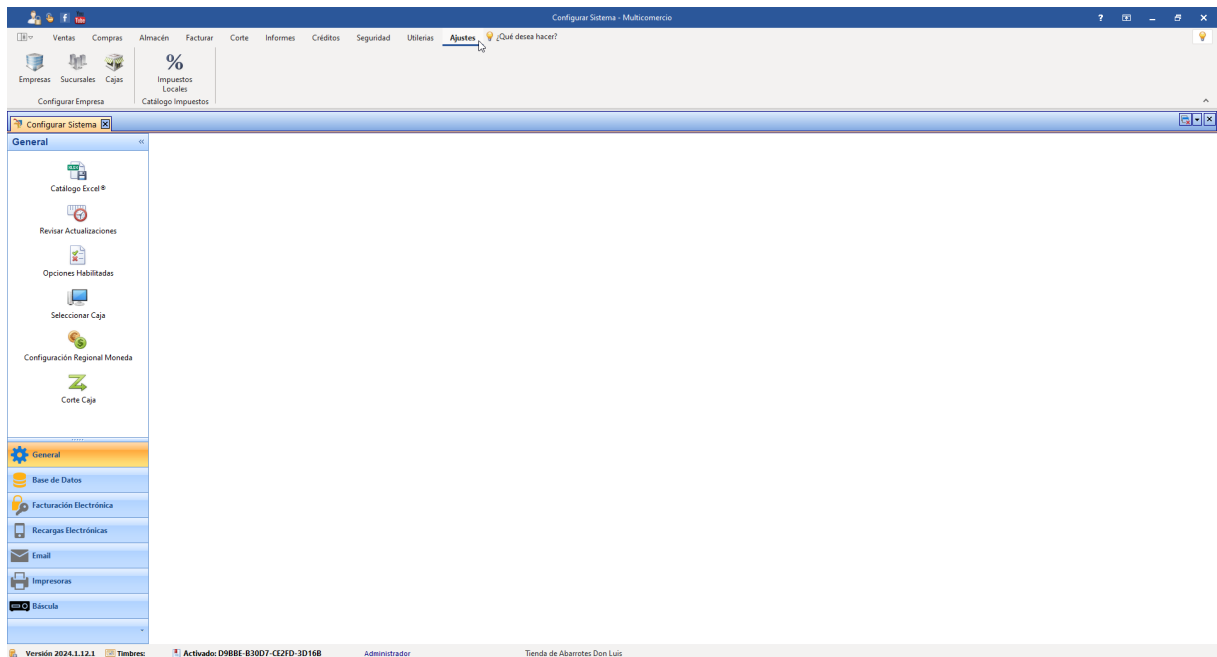 Configurar Sistema - Multicomercio
Ventas Compras Almacén Facturar Corte Informes Créditos Seguridad Utilerias Ajustes ¿Qué desea hacer?
Empresas Sucursales Cajas Impuestos
Locales
Configurar Empresa Catálogo Impuestos
Configurar Sistema
General
Catálogo Excel®
Revisar Actualizaciones
Opciones Habilitadas
Seleccionar Caja
Configuración Regional Moneda
Corte Caja
General
Base de Datos
Facturación Electrónica
Recargas Electrónicas
Email
Impresoras
Báscula
Versión 2024.1.12.1 Timbres: Activado: D9BBE-B30D7-CE2FD-3D16B Administrador Tienda de Abarrotes Don Luis